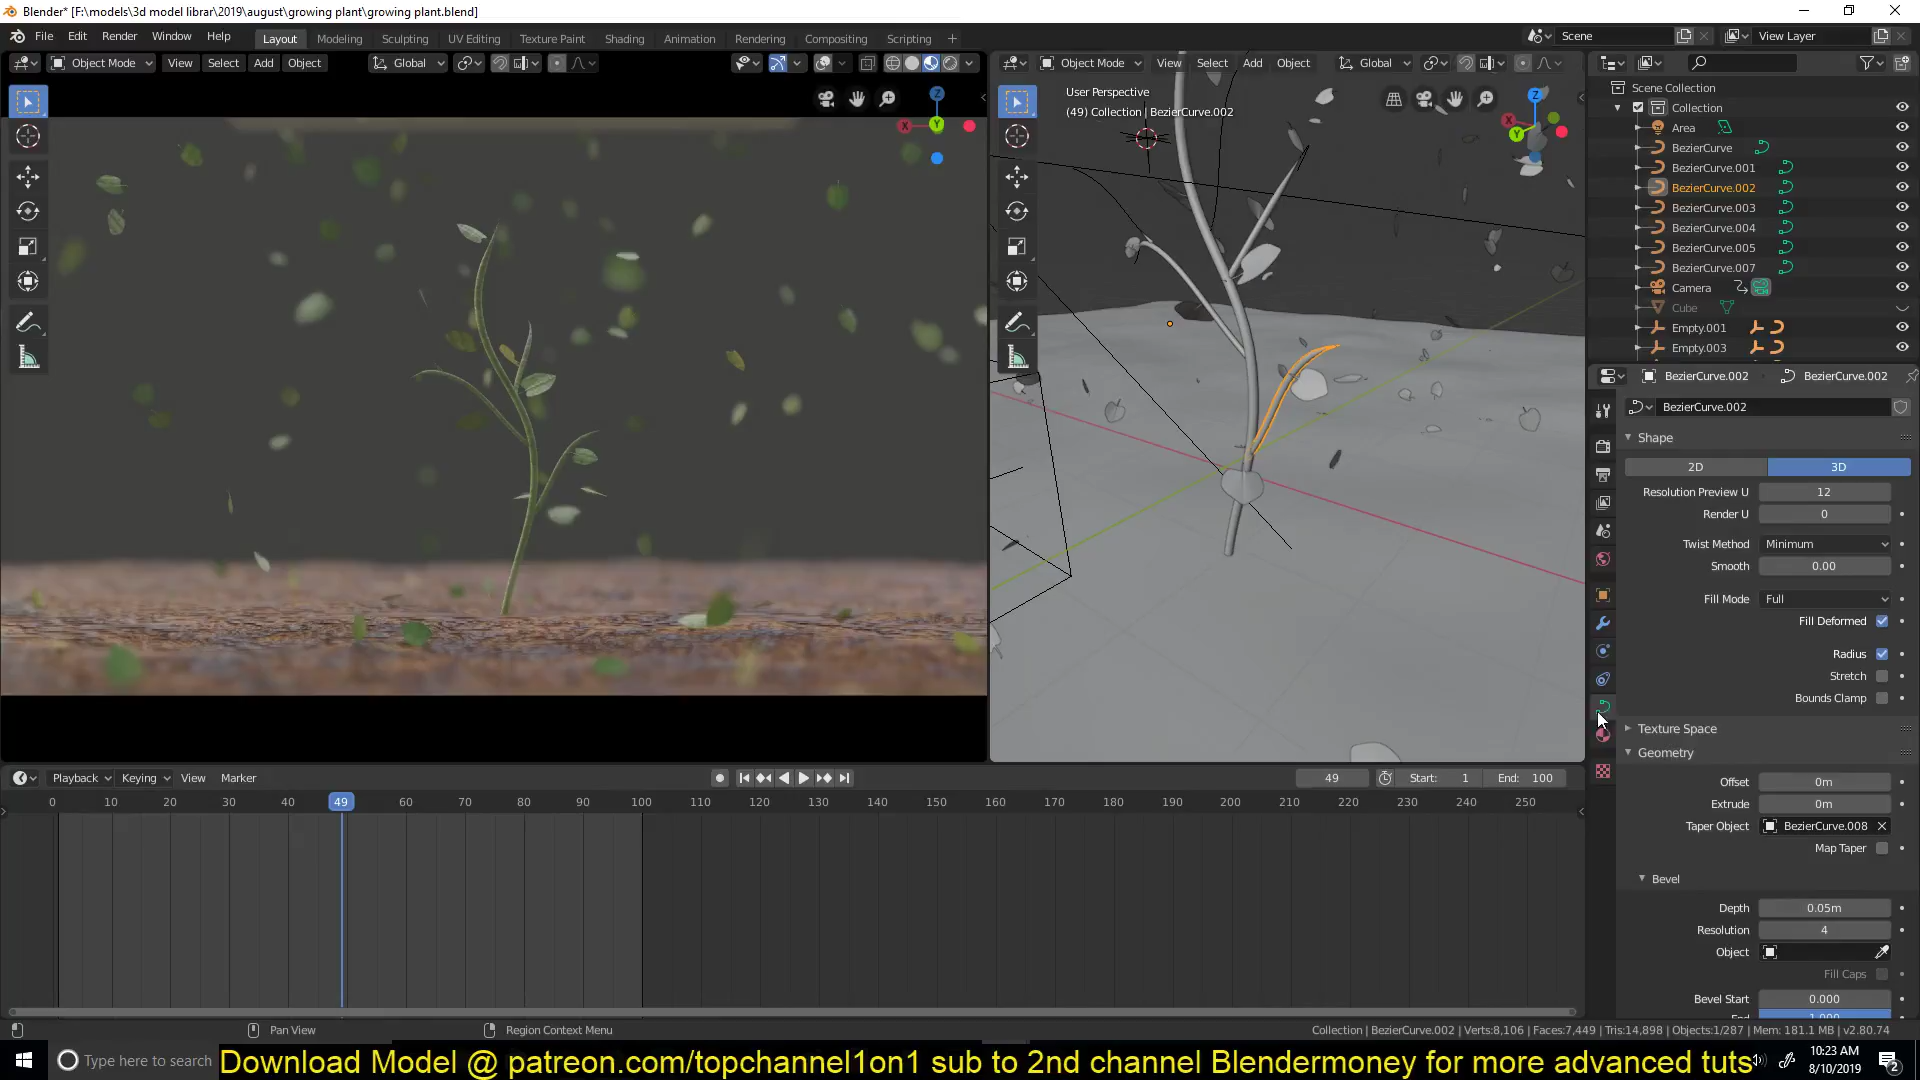 Blender* [F:\models\3d model librar\2019\august\growing plant\growing plant.blend]
File Edit Render Window Help Layout Modeling Sculpting UV Editing Texture Paint Shading Animation Rendering Compositing Scripting + Scene View Layer
Object Mode View Select Add Object Global
Object Mode View Select Add Object Global
User Perspective
(49) Collection | BezierCurve.002
Z X Y
Z X Y
Scene Collection
Collection
Area
BezierCurve
BezierCurve.001
BezierCurve.002
BezierCurve.003
BezierCurve.004
BezierCurve.005
BezierCurve.007
Camera
Cube
Empty.001
Empty.003
BezierCurve.002 BezierCurve.002
BezierCurve.002
Shape
2D 3D
Resolution Preview U 12
Render U 0
Twist Method Minimum
Smooth 0.00
Fill Mode Full
Fill Deformed
Radius
Stretch
Bounds Clamp
Texture Space
Geometry
Offset 0m
Extrude 0m
Taper Object BezierCurve.008
Map Taper
Bevel
Depth 0.05m
Resolution 4
Object
Fill Caps
Bevel Start 0.000
End 1.000
Playback Keying View Marker 49 Start: 1 End: 100
0 10 20 30 40 49 60 70 80 90 100 110 120 130 140 150 160 170 180 190 200 210 220 230 240 250
Pan View Region Context Menu Collection | BezierCurve.002 | Verts:8,106 | Faces:7,449 | Tris:14,898 | Objects:1/287 | Mem: 181.1 MB | v2.80.74
Type here to search
Download Model @ patreon.com/topchannel1on1 sub to 2nd channel Blendermoney for more advanced tuts
10:23 AM
8/10/2019
2